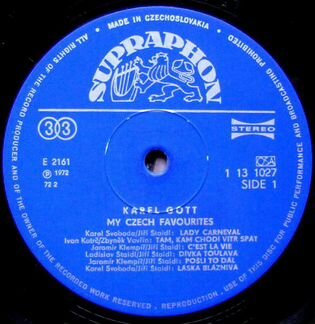 MADE IN CZECHOSLOVAKIA
ALL RIGHTS OF THE RECORD PRODUCER AND OF THE OWNER OF THE RECORDED WORK RESERVED . REPRODUCTION . USE OF THIS DISC FOR PUBLIC PERFORMANCE AND BROADCASTING PROHIBITED
SUPRAPHON
33
STEREO
E 2161
OSA
1 13 1027
P 1972
SIDE 1
72 2
KAREL GOTT
MY CZECH FAVOURITES
Karel Svoboda/Jiří Štaidl: LADY CARNEVAL
Ivan Kotrč/Zbyněk Vavřín: TAM, KAM CHODÍ VÍTR SPÁT
Jaromír Klempíř/Jiří Štaidl: C'EST LA VIE
Ladislav Štaidl/Jiří Štaidl: DÍVKA TOULAVÁ
Jaromír Klempíř/Jiří Štaidl: POŠLI TO DÁL
Karel Svoboda/Jiří Štaidl: LÁSKA BLÁZNIVÁ